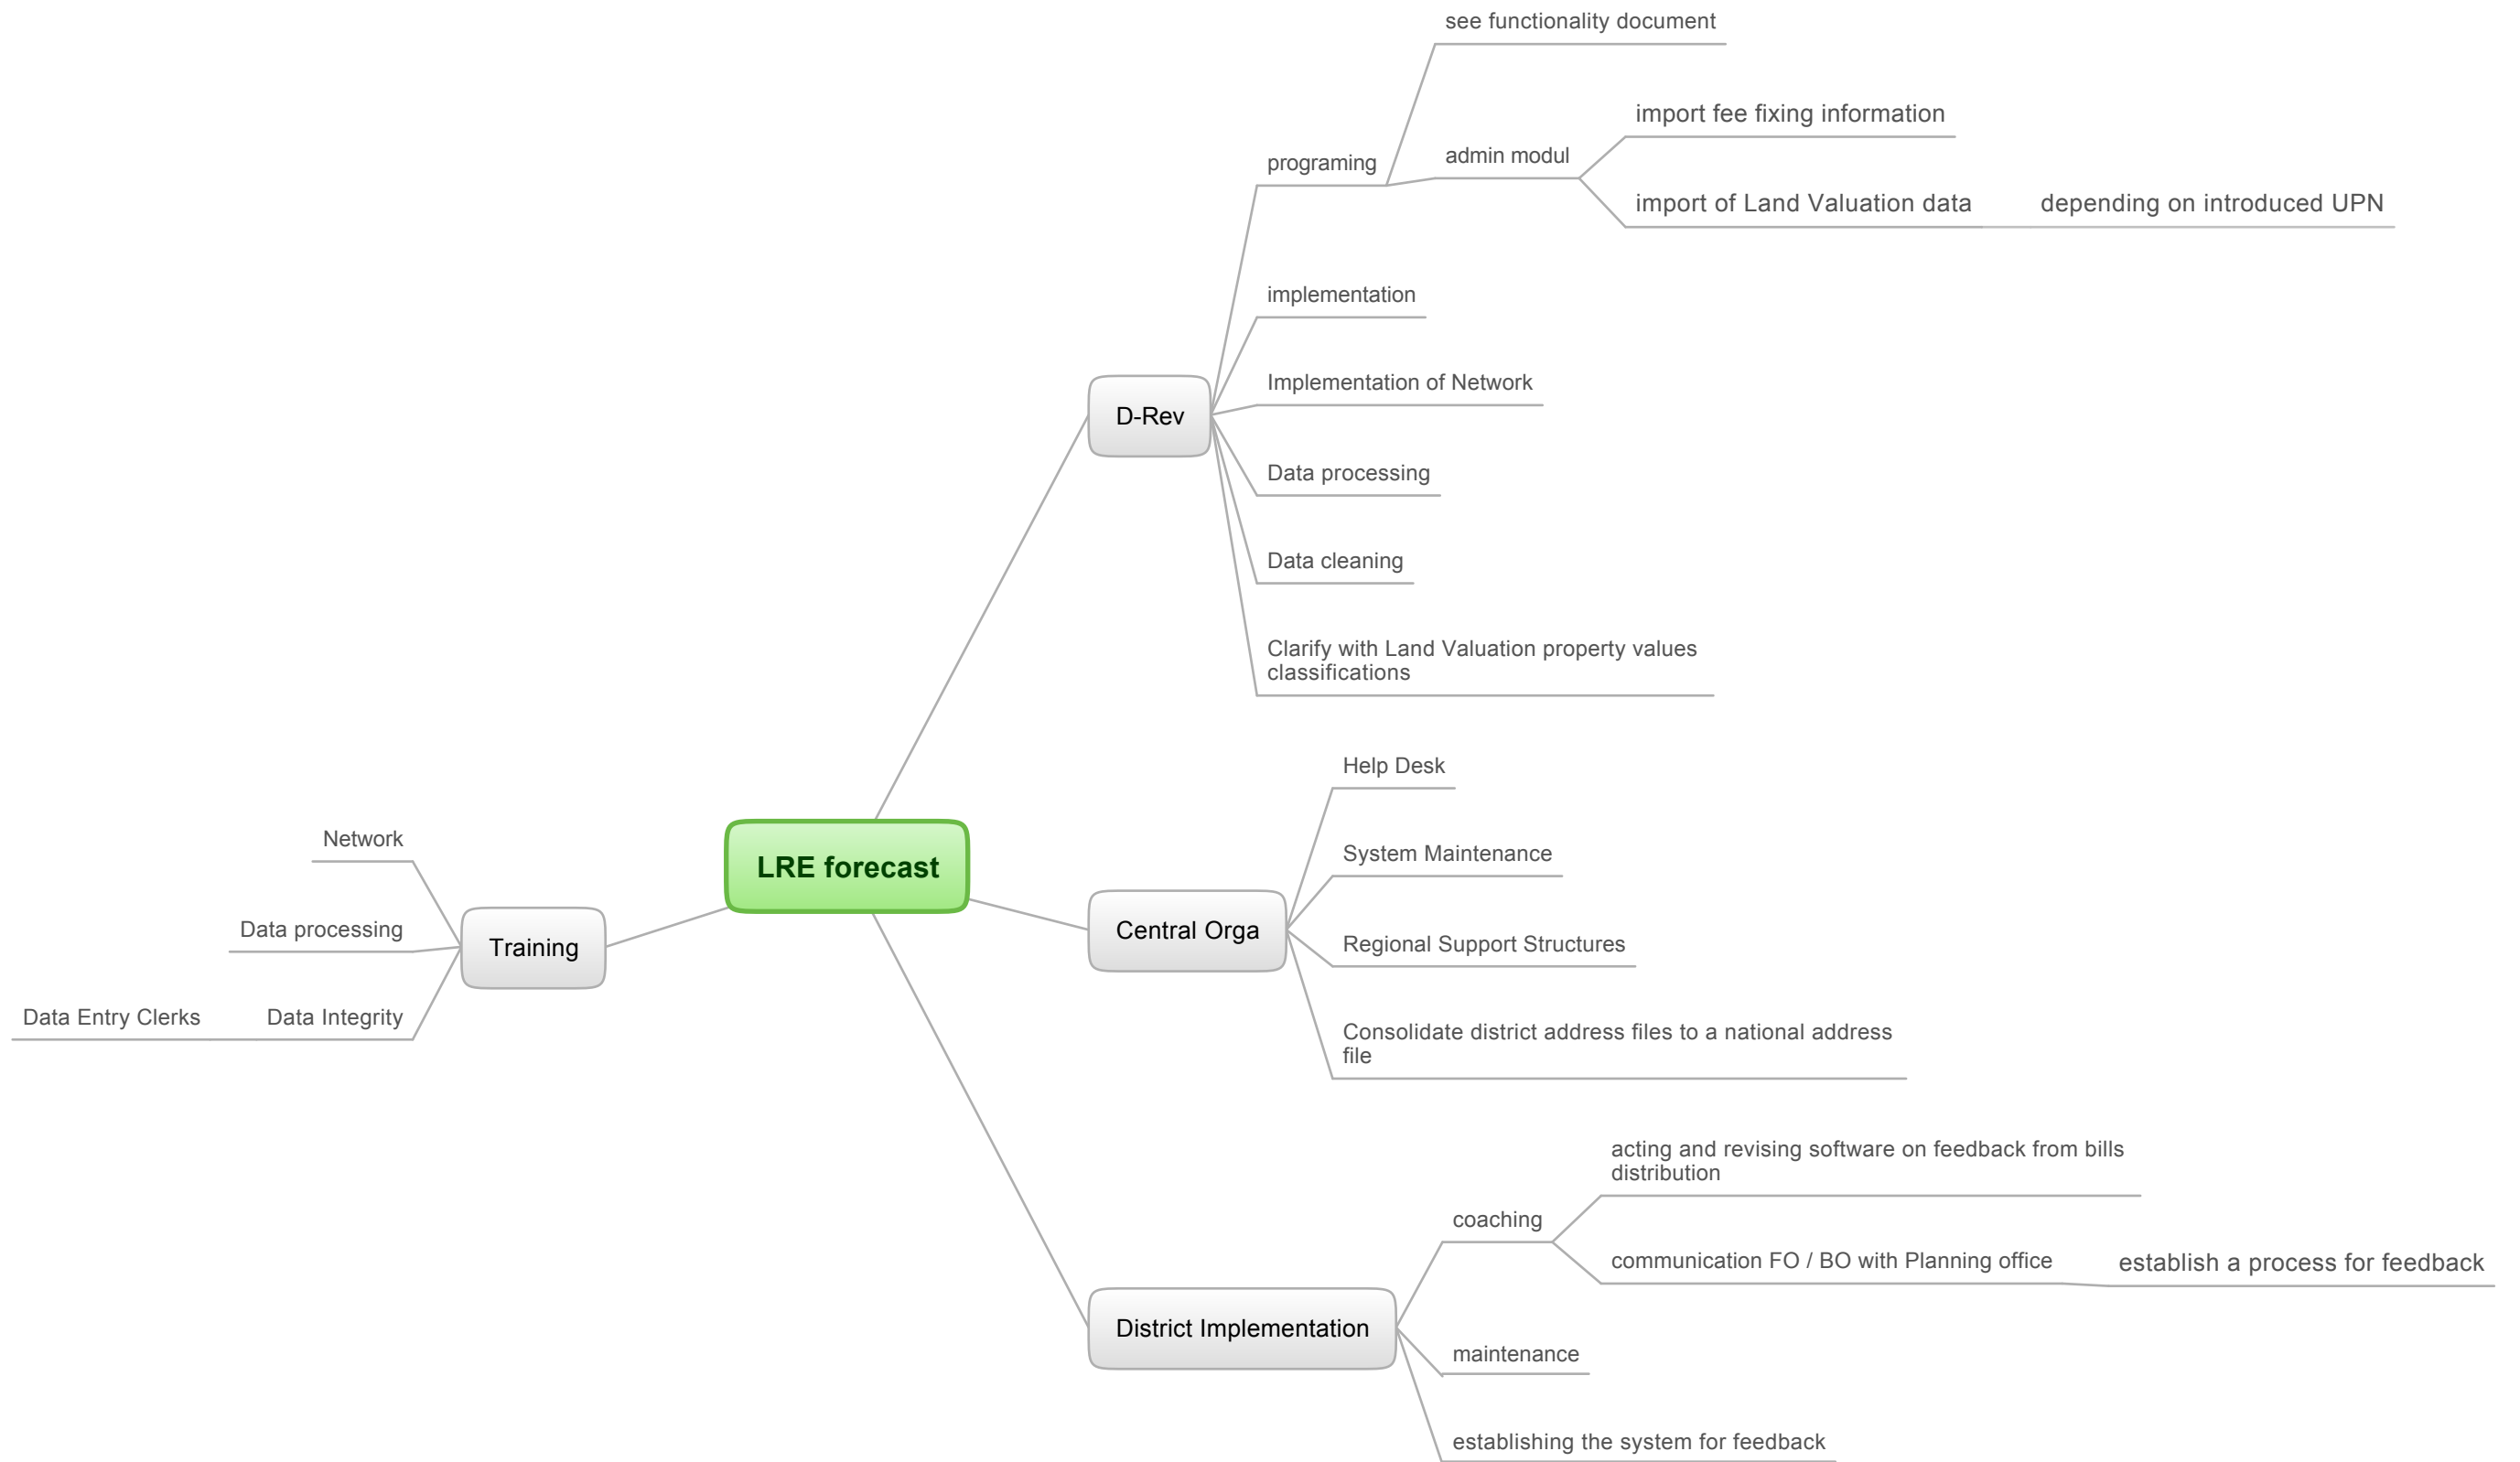 see functionality document
import fee fixing information
programing
admin modul
import of Land Valuation data
depending on introduced UPN
implementation
Implementation of Network
D-Rev
Data processing
Data cleaning
Clarify with Land Valuation property values
classifications
Help Desk
System Maintenance
Central Orga
Regional Support Structures
Consolidate district address files to a national address
file
LRE forecast
Network
Data processing
Training
Data Entry Clerks
Data Integrity
acting and revising software on feedback from bills
distribution
coaching
communication FO / BO with Planning office
establish a process for feedback
District Implementation
maintenance
establishing the system for feedback